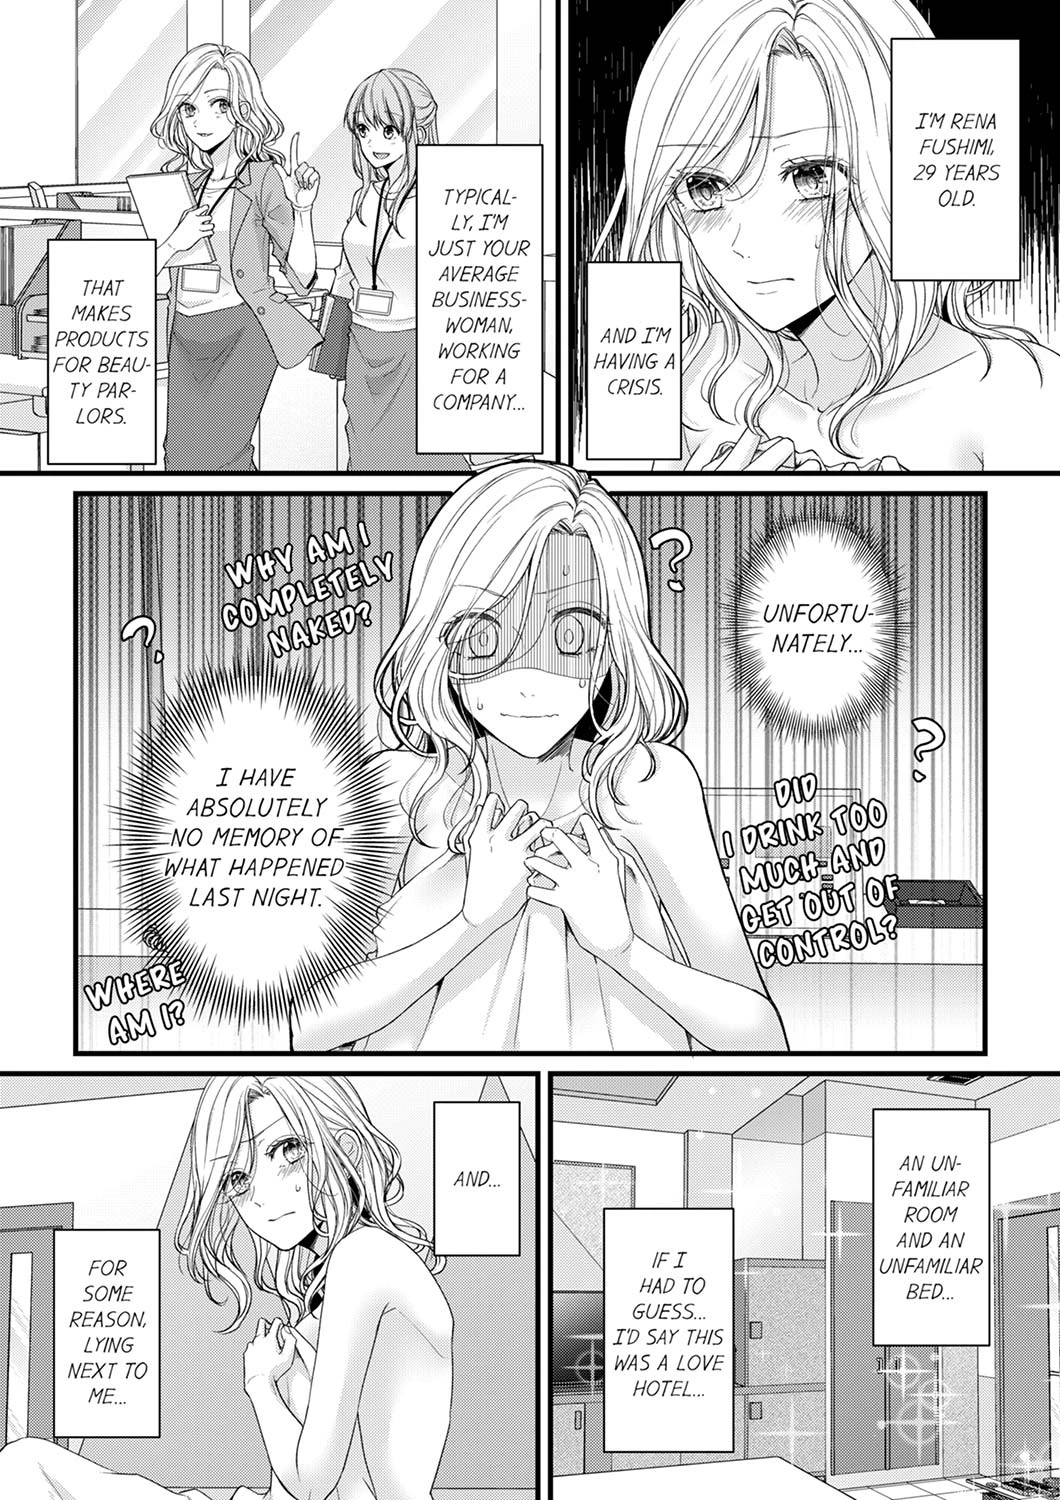 I'M RENA
FUSHIMI,
29 YEARS
OLD.
AND I'M
HAVING A
CRISIS.
TYPICAL-
LY, I'M
JUST YOUR
AVERAGE
BUSINESS-
WOMAN,
WORKING
FOR A
COMPANY...
THAT
MAKES
PRODUCTS
FOR BEAU-
TY PAR-
LORS.
UNFORTU-
NATELY...
?
WHY AM I
COMPLETELY
NAKED?
?
?
DID
I DRINK TOO
MUCH AND
GET OUT OF
CONTROL?
I HAVE
ABSOLUTELY
NO MEMORY OF
WHAT HAPPENED
LAST NIGHT.
WHERE
AM I?
AN UN-
FAMILIAR
ROOM
AND AN
UNFAMILIAR
BED...
IF I
HAD TO
GUESS...
I'D SAY THIS
WAS A LOVE
HOTEL...
AND...
FOR
SOME
REASON,
LYING
NEXT TO
ME...